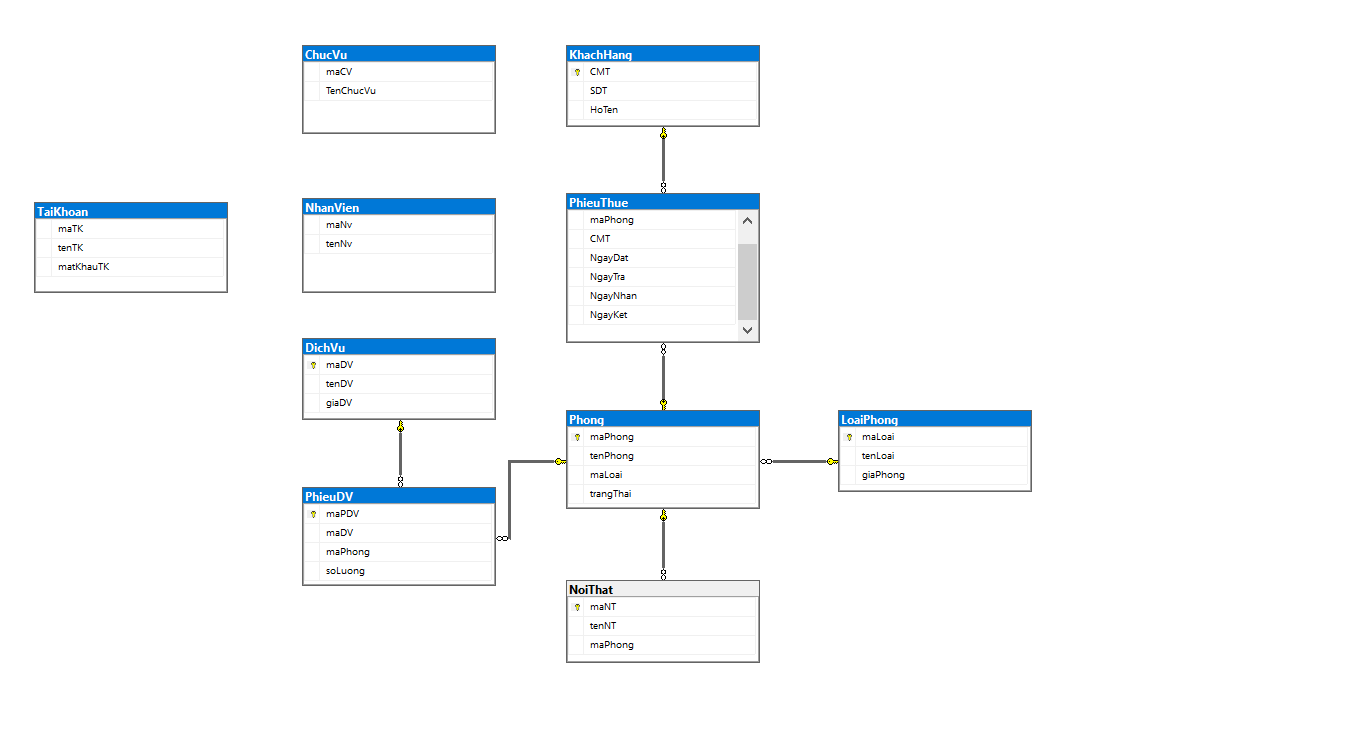 ChucVu
maCV
TenChucVu
KhachHang
CMT
SDT
HoTen
TaiKhoan
maTK
tenTK
matKhauTK
NhanVien
maNv
tenNv
PhieuThue
maPhong
CMT
NgayDat
NgayTra
NgayNhan
NgayKet
DichVu
maDV
tenDV
giaDV
Phong
maPhong
tenPhong
maLoai
trangThai
LoaiPhong
maLoai
tenLoai
giaPhong
PhieuDV
maPDV
maDV
maPhong
soLuong
NoiThat
maNT
tenNT
maPhong